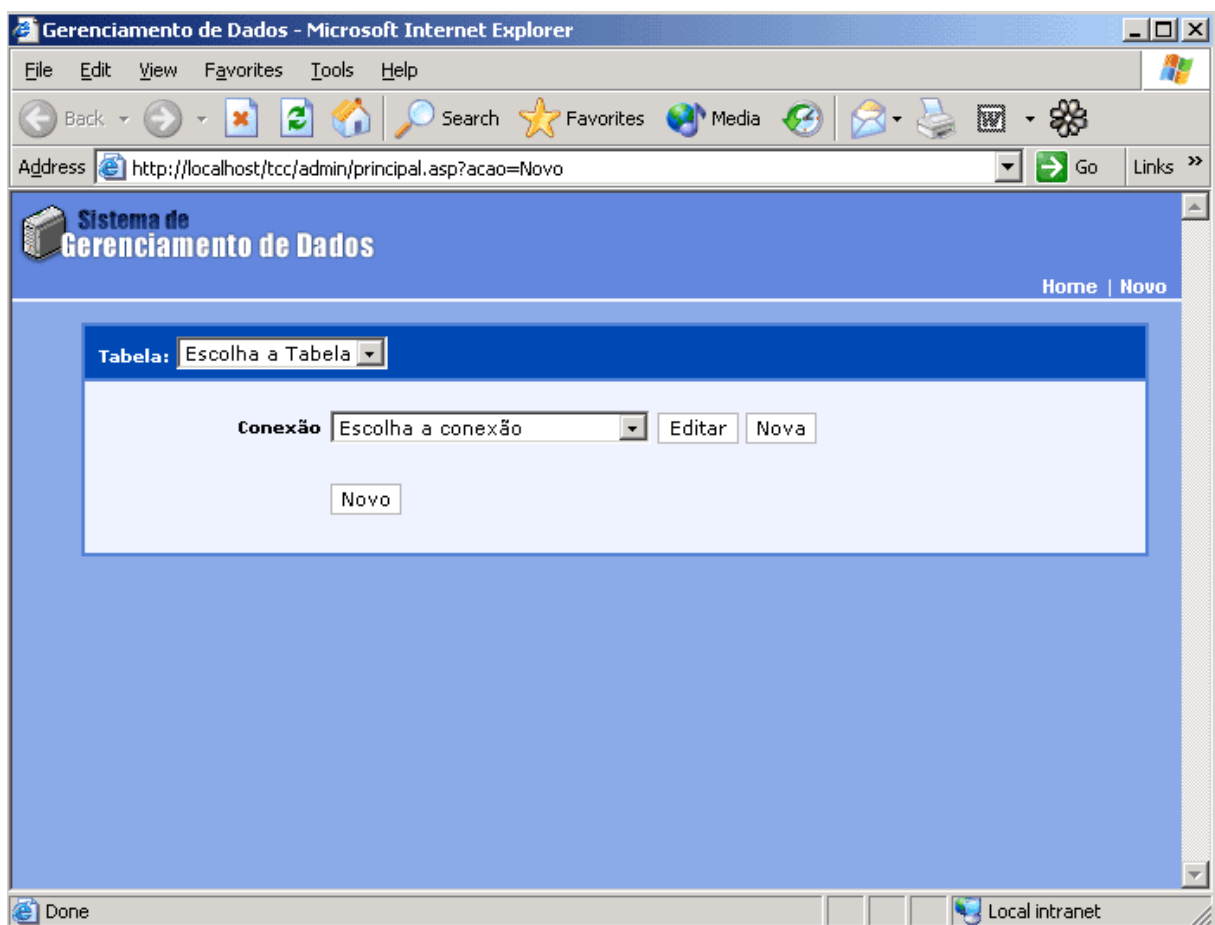 Gerenciamento de Dados - Microsoft Internet Explorer
File Edit View Favorites Tools Help
Back Search Favorites Media
Address http://localhost/tcc/admin/principal.asp?acao=Novo Go Links »
Sistema de
Gerenciamento de Dados
Home | Novo
Tabela: Escolha a Tabela
Conexão Escolha a conexão Editar Nova
Novo
Done Local intranet